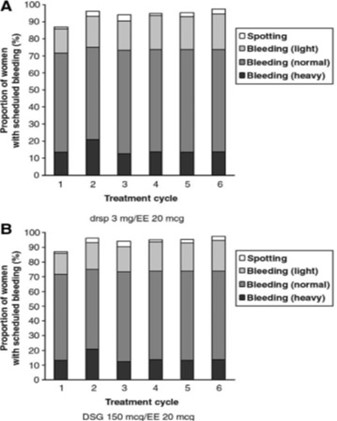 A
Proportion of women
with scheduled bleeding (%)
100
90
80
70
60
50
40
30
20
10
0
1 2 3 4 5 6
Treatment cycle
drsp 3 mg/EE 20 mcg
Spotting
Bleeding (light)
Bleeding (normal)
Bleeding (heavy)
B
Proportion of women
with scheduled bleeding (%)
100
90
80
70
60
50
40
30
20
10
0
1 2 3 4 5 6
Treatment cycle
DSG 150 mcg/EE 20 mcg
Spotting
Bleeding (light)
Bleeding (normal)
Bleeding (heavy)